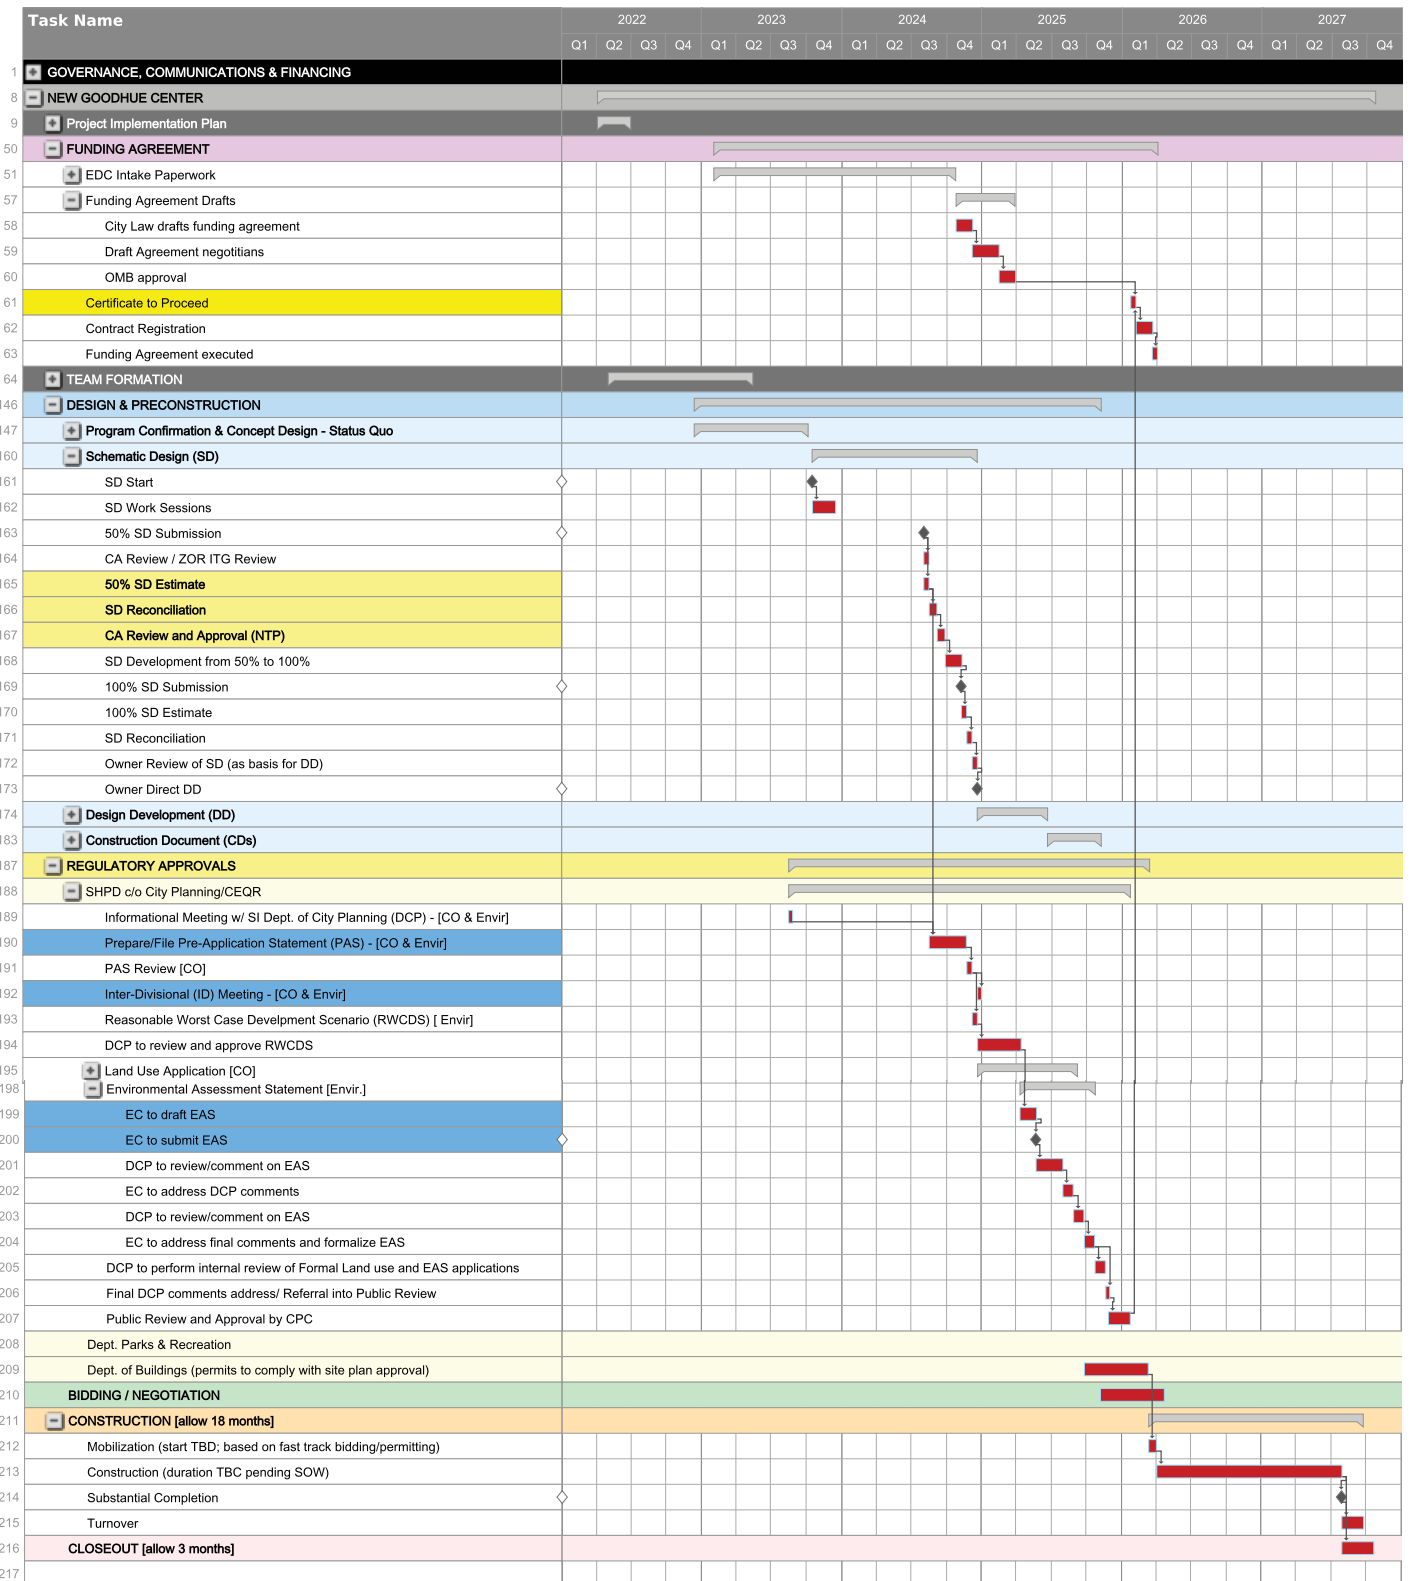 Task Name
2022 2023 2024 2025 2026 2027
Q1 Q2 Q3 Q4 Q1 Q2 Q3 Q4 Q1 Q2 Q3 Q4 Q1 Q2 Q3 Q4 Q1 Q2 Q3 Q4 Q1 Q2 Q3 Q4
1 GOVERNANCE, COMMUNICATIONS & FINANCING
8 NEW GOODHUE CENTER
9 Project Implementation Plan
50 FUNDING AGREEMENT
51 EDC Intake Paperwork
57 Funding Agreement Drafts
58 City Law drafts funding agreement
59 Draft Agreement negotitians
60 OMB approval
61 Certificate to Proceed
62 Contract Registration
63 Funding Agreement executed
64 TEAM FORMATION
146 DESIGN & PRECONSTRUCTION
147 Program Confirmation & Concept Design - Status Quo
160 Schematic Design (SD)
161 SD Start
162 SD Work Sessions
163 50% SD Submission
164 CA Review / ZOR ITG Review
165 50% SD Estimate
166 SD Reconciliation
167 CA Review and Approval (NTP)
168 SD Development from 50% to 100%
169 100% SD Submission
170 100% SD Estimate
171 SD Reconciliation
172 Owner Review of SD (as basis for DD)
173 Owner Direct DD
174 Design Development (DD)
183 Construction Document (CDs)
187 REGULATORY APPROVALS
188 SHPD c/o City Planning/CEQR
189 Informational Meeting w/ SI Dept. of City Planning (DCP) - [CO & Envir]
190 Prepare/File Pre-Application Statement (PAS) - [CO & Envir]
191 PAS Review [CO]
192 Inter-Divisional (ID) Meeting - [CO & Envir]
193 Reasonable Worst Case Develpment Scenario (RWCDS) [ Envir]
194 DCP to review and approve RWCDS
195 Land Use Application [CO]
198 Environmental Assessment Statement [Envir.]
199 EC to draft EAS
200 EC to submit EAS
201 DCP to review/comment on EAS
202 EC to address DCP comments
203 DCP to review/comment on EAS
204 EC to address final comments and formalize EAS
205 DCP to perform internal review of Formal Land use and EAS applications
206 Final DCP comments address/ Referral into Public Review
207 Public Review and Approval by CPC
208 Dept. Parks & Recreation
209 Dept. of Buildings (permits to comply with site plan approval)
210 BIDDING / NEGOTIATION
211 CONSTRUCTION [allow 18 months]
212 Mobilization (start TBD; based on fast track bidding/permitting)
213 Construction (duration TBC pending SOW)
214 Substantial Completion
215 Turnover
216 CLOSEOUT [allow 3 months]
217